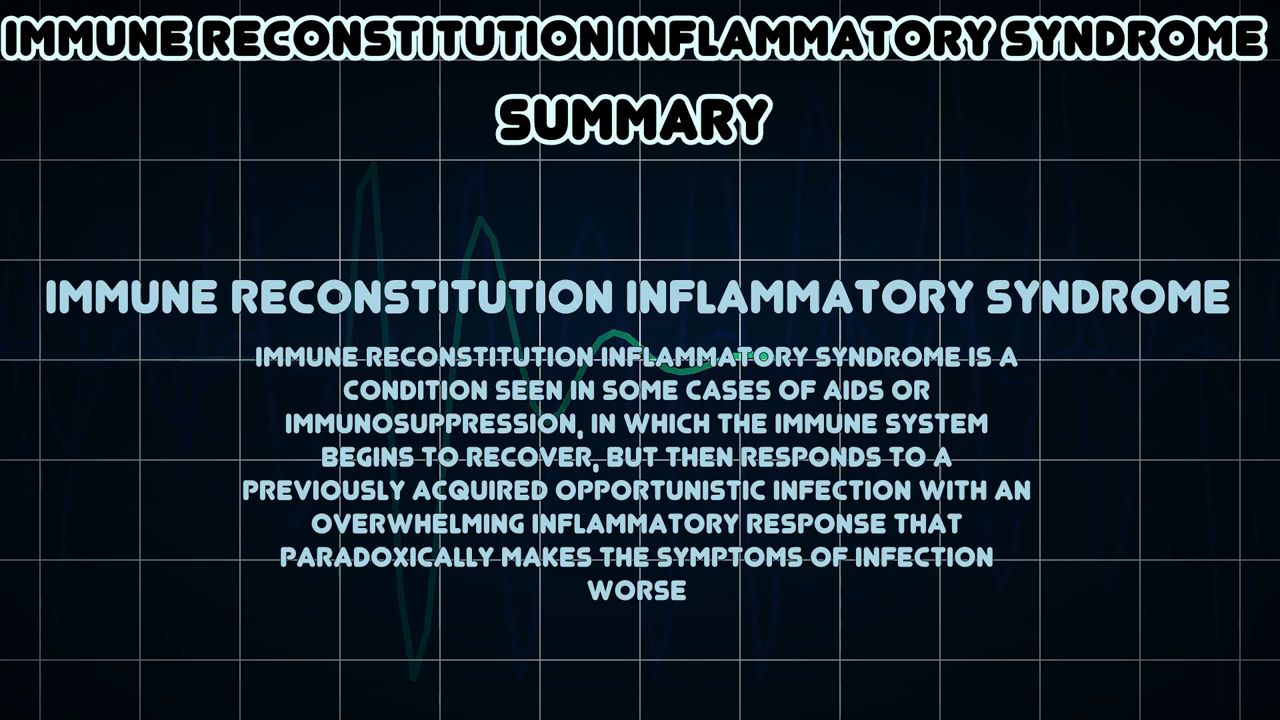 IMMUNE RECONSTITUTION INFLAMMATORY SYNDROME
SUMMARY
IMMUNE RECONSTITUTION INFLAMMATORY SYNDROME
IMMUNE RECONSTITUTION INFLAMMATORY SYNDROME IS A
CONDITION SEEN IN SOME CASES OF AIDS OR
IMMUNOSUPPRESSION, IN WHICH THE IMMUNE SYSTEM
BEGINS TO RECOVER, BUT THEN RESPONDS TO A
PREVIOUSLY ACQUIRED OPPORTUNISTIC INFECTION WITH AN
OVERWHELMING INFLAMMATORY RESPONSE THAT
PARADOXICALLY MAKES THE SYMPTOMS OF INFECTION
WORSE